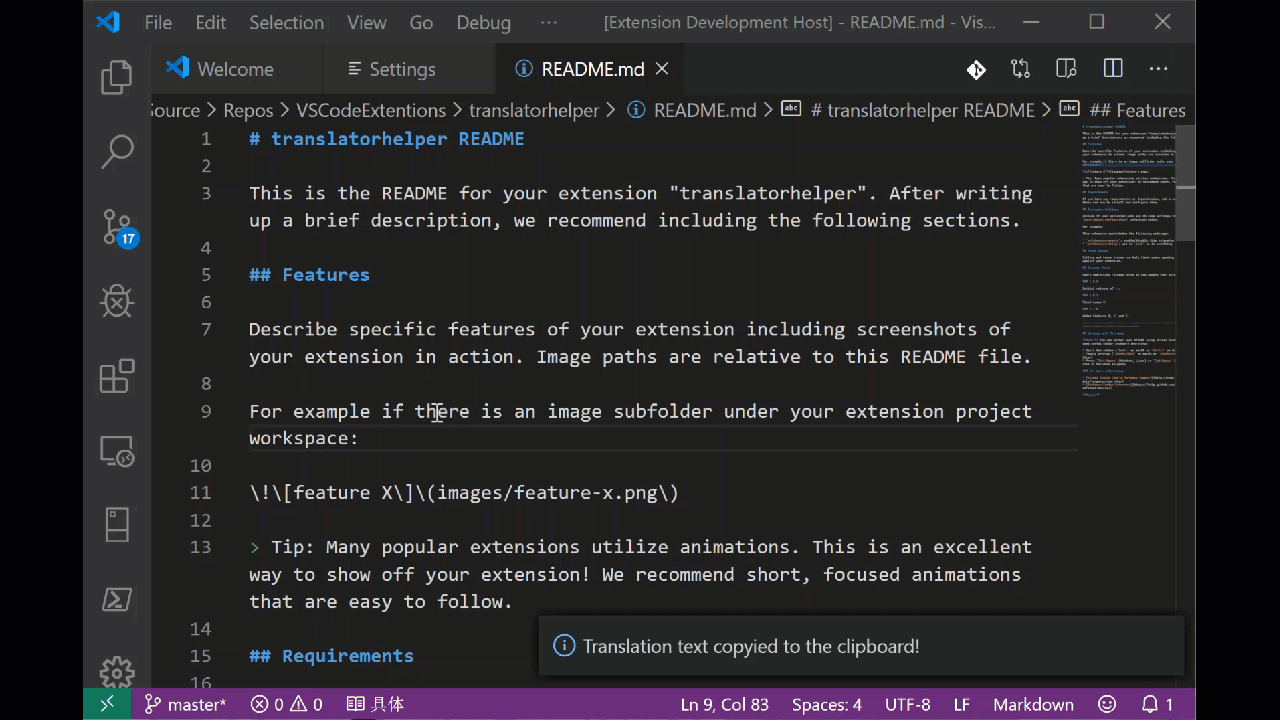 File Edit Selection View Go Debug ··· [Extension Development Host] - README.md - Vis...
Welcome Settings README.md
Source > Repos > VSCodeExtentions > translatorhelper > README.md > # translatorhelper README > ## Features
1 # translatorhelper README
2
3 This is the README for your extension "translatorhelper". After writing
up a brief description, we recommend including the following sections.
4
5 ## Features
6
7 Describe specific features of your extension including screenshots of
your extension in action. Image paths are relative to this README file.
8
9 For example if there is an image subfolder under your extension project
workspace:
10
11 \!\[feature X\]\(images/feature-x.png\)
12
13 > Tip: Many popular extensions utilize animations. This is an excellent
way to show off your extension! We recommend short, focused animations
that are easy to follow.
14
15 ## Requirements
16
17
Translation text copyied to the clipboard!
master* 0 0 具体 Ln 9, Col 83 Spaces: 4 UTF-8 LF Markdown 1